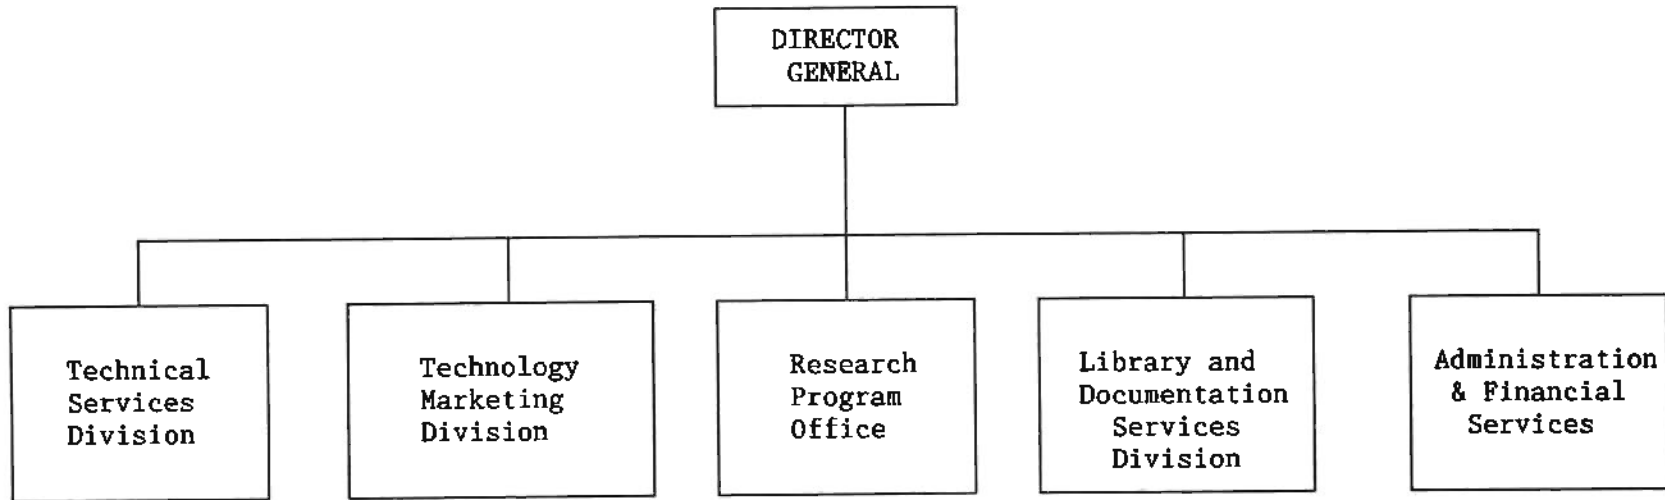 DIRECTOR
GENERAL
Technical
Services
Division
Technology
Marketing
Division
Research
Program
Office
Library and
Documentation
Services
Division
Administration
& Financial
Services